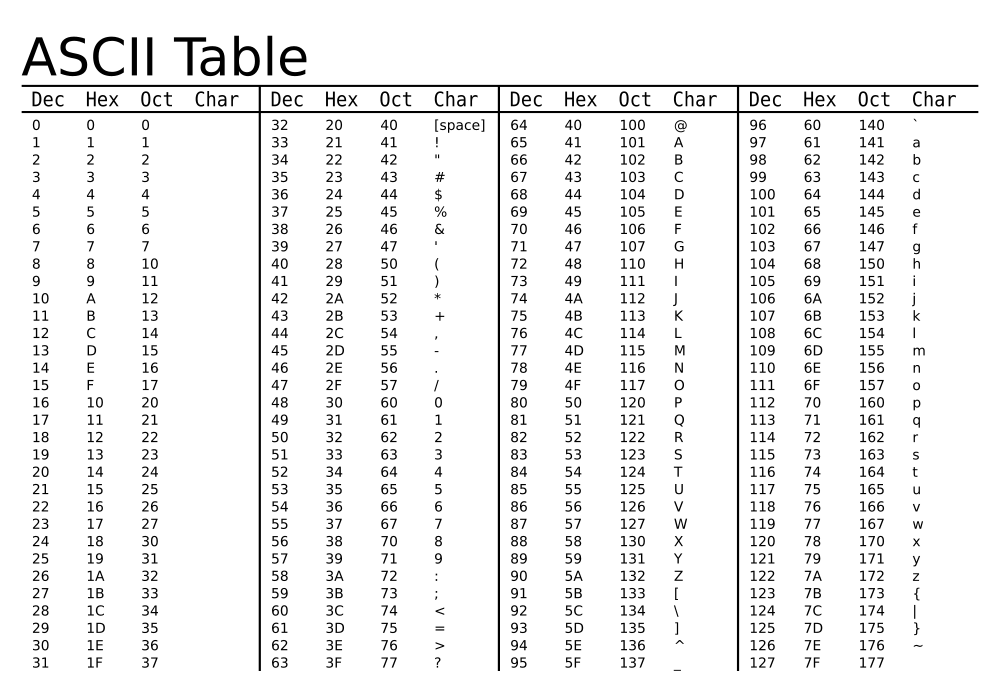 ASCII Table
Dec Hex Oct Char Dec Hex Oct Char Dec Hex Oct Char Dec Hex Oct Char
0 0 0 32 20 40 [space] 64 40 100 @ 96 60 140 `
1 1 1 33 21 41 ! 65 41 101 A 97 61 141 a
2 2 2 34 22 42 " 66 42 102 B 98 62 142 b
3 3 3 35 23 43 # 67 43 103 C 99 63 143 c
4 4 4 36 24 44 $ 68 44 104 D 100 64 144 d
5 5 5 37 25 45 % 69 45 105 E 101 65 145 e
6 6 6 38 26 46 & 70 46 106 F 102 66 146 f
7 7 7 39 27 47 ' 71 47 107 G 103 67 147 g
8 8 10 40 28 50 ( 72 48 110 H 104 68 150 h
9 9 11 41 29 51 ) 73 49 111 I 105 69 151 i
10 A 12 42 2A 52 * 74 4A 112 J 106 6A 152 j
11 B 13 43 2B 53 + 75 4B 113 K 107 6B 153 k
12 C 14 44 2C 54 , 76 4C 114 L 108 6C 154 l
13 D 15 45 2D 55 - 77 4D 115 M 109 6D 155 m
14 E 16 46 2E 56 . 78 4E 116 N 110 6E 156 n
15 F 17 47 2F 57 / 79 4F 117 O 111 6F 157 o
16 10 20 48 30 60 0 80 50 120 P 112 70 160 p
17 11 21 49 31 61 1 81 51 121 Q 113 71 161 q
18 12 22 50 32 62 2 82 52 122 R 114 72 162 r
19 13 23 51 33 63 3 83 53 123 S 115 73 163 s
20 14 24 52 34 64 4 84 54 124 T 116 74 164 t
21 15 25 53 35 65 5 85 55 125 U 117 75 165 u
22 16 26 54 36 66 6 86 56 126 V 118 76 166 v
23 17 27 55 37 67 7 87 57 127 W 119 77 167 w
24 18 30 56 38 70 8 88 58 130 X 120 78 170 x
25 19 31 57 39 71 9 89 59 131 Y 121 79 171 y
26 1A 32 58 3A 72 : 90 5A 132 Z 122 7A 172 z
27 1B 33 59 3B 73 ; 91 5B 133 [ 123 7B 173 {
28 1C 34 60 3C 74 < 92 5C 134 \ 124 7C 174 |
29 1D 35 61 3D 75 = 93 5D 135 ] 125 7D 175 }
30 1E 36 62 3E 76 > 94 5E 136 ^ 126 7E 176 ~
31 1F 37 63 3F 77 ? 95 5F 137 _ 127 7F 177